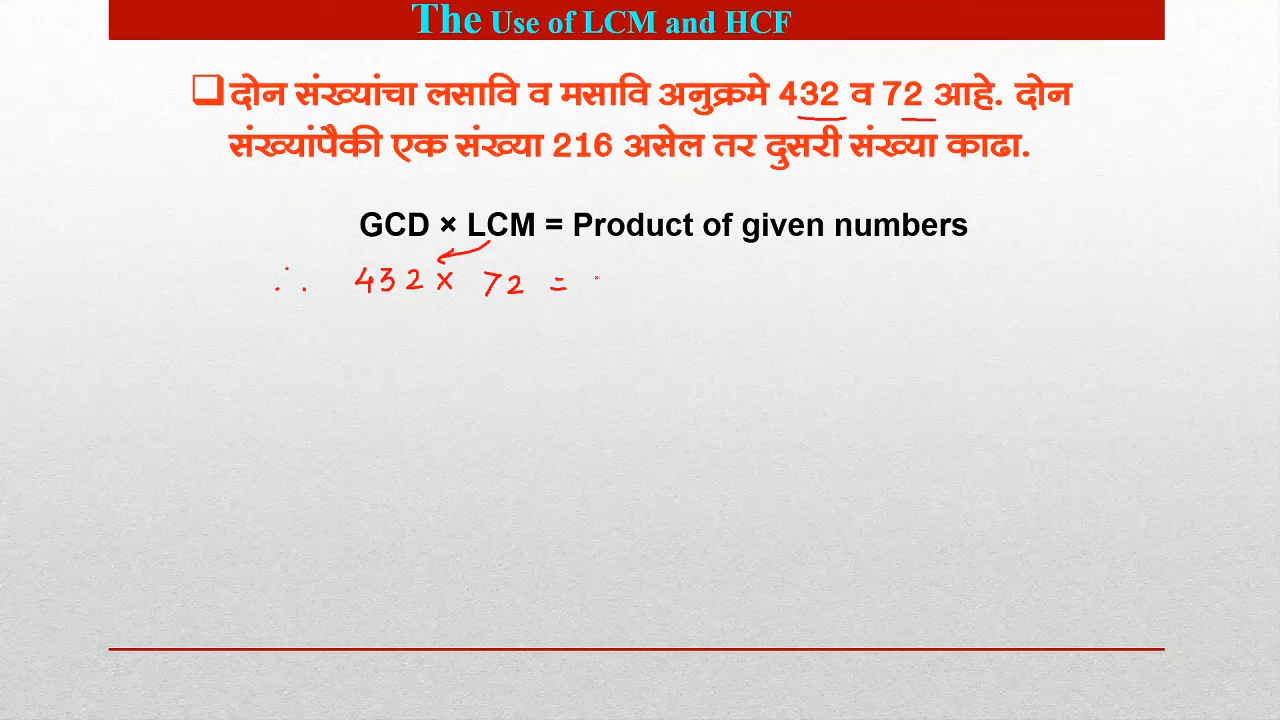 The Use of LCM and HCF
दोन संख्यांचा लसावि व मसावि अनुक्रमे 432 व 72 आहे. दोन
संख्यांपैकी एक संख्या 216 असेल तर दुसरी संख्या काढा.
GCD × LCM = Product of given numbers
∴ 432 × 72 =